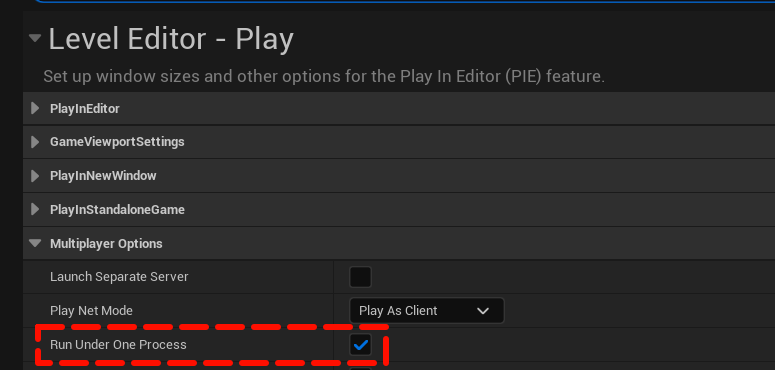 Level Editor - Play
Set up window sizes and other options for the Play In Editor (PIE) feature.
PlayInEditor
GameViewportSettings
PlayInNewWindow
PlayInStandaloneGame
Multiplayer Options
Launch Separate Server
Play Net Mode
Play As Client
Run Under One Process